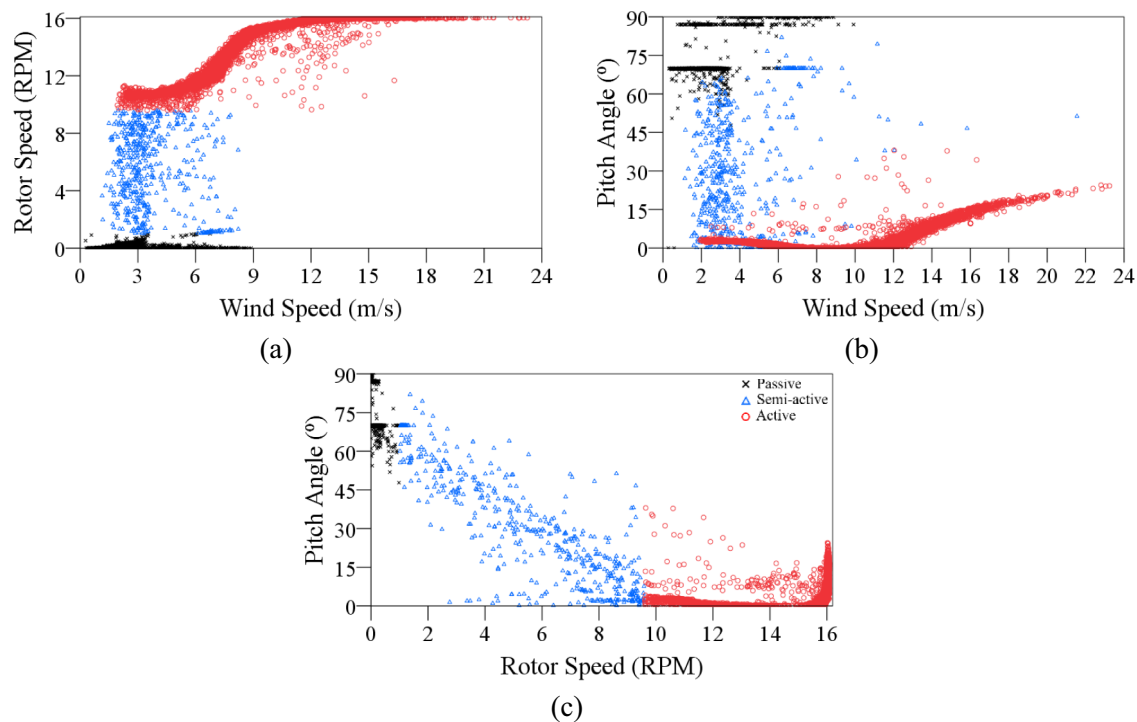 16
12
8
4
0
Rotor Speed (RPM)
0 3 6 9 12 15 18 21 24
Wind Speed (m/s)
(a)
90
75
60
45
30
15
0
Pitch Angle (º)
0 2 4 6 8 10 12 14 16 18 20 22 24
Wind Speed (m/s)
(b)
90
75
60
45
30
15
0
Pitch Angle (º)
Passive
Semi-active
Active
0 2 4 6 8 10 12 14 16
Rotor Speed (RPM)
(c)